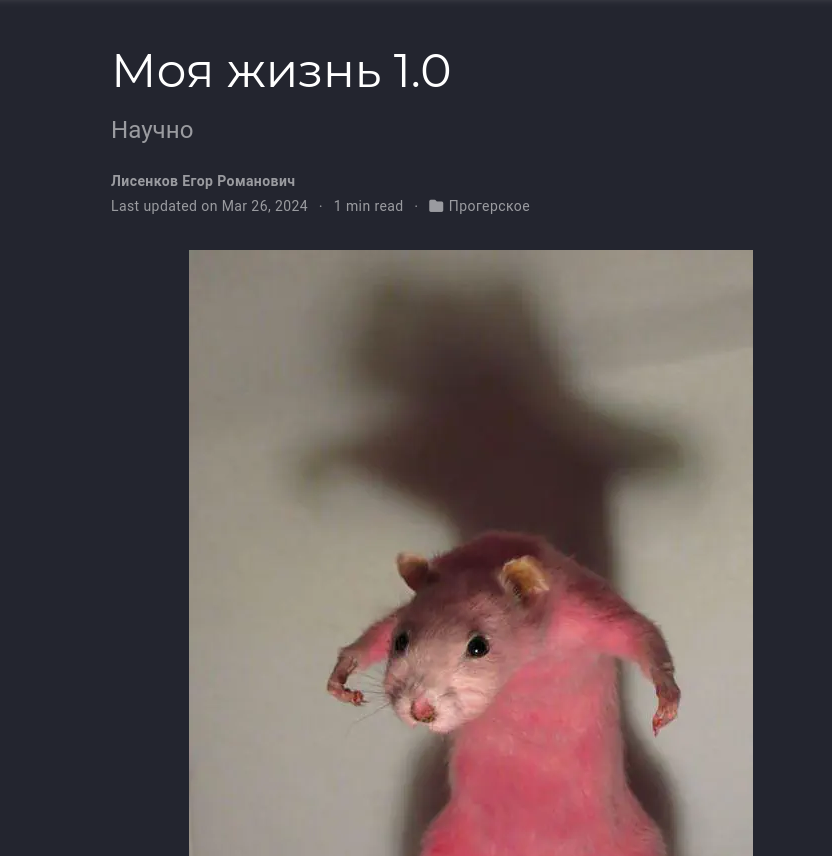 Моя жизнь 1.0
Научно
Лисенков Егор Романович
Last updated on Mar 26, 2024 · 1 min read · Прогерское